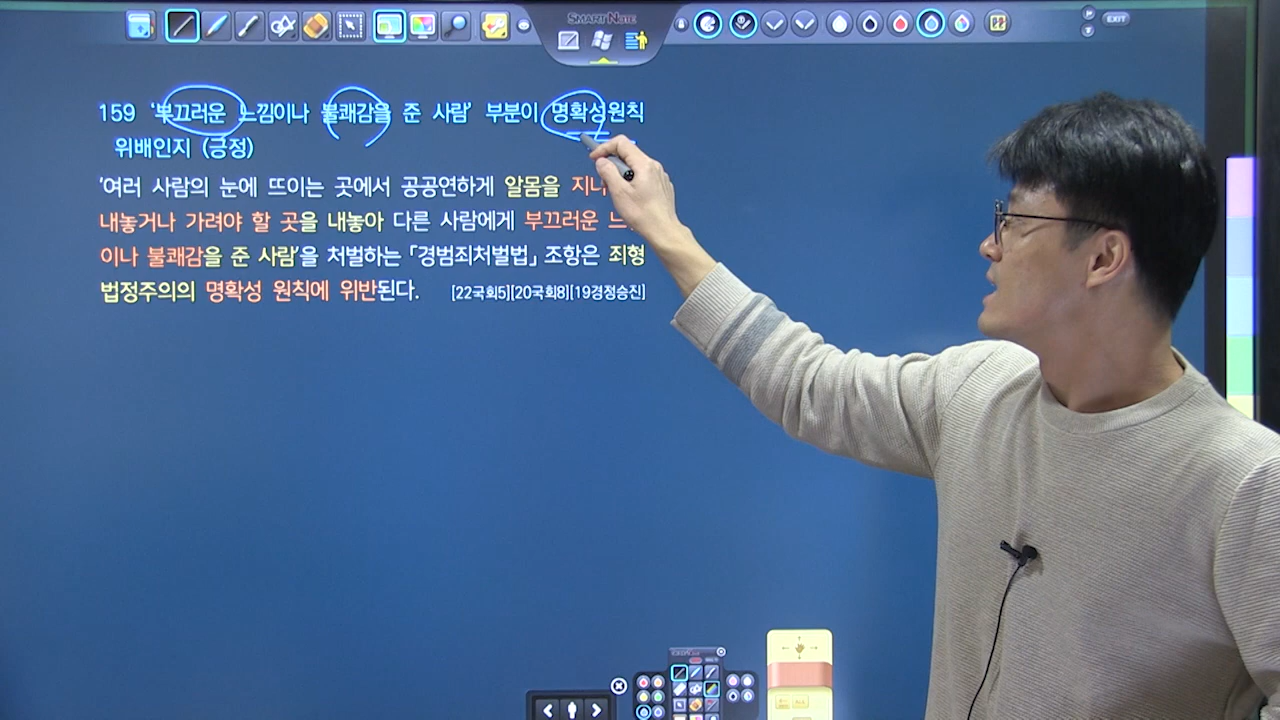 SMART NOTE
EXIT
159 '부끄러운 느낌이나 불쾌감을 준 사람' 부분이 명확성원칙
위배인지 (긍정)
'여러 사람의 눈에 뜨이는 곳에서 공공연하게 알몸을
내놓거나 가려야 할 곳을 내놓아 다른 사람에게 부끄러운
이나 불쾌감을 준 사람'을 처벌하는 「경범죄처벌법」 조항은 죄형
법정주의의 명확성 원칙에 위반된다. [22국회5][20국회8][19경정승진]